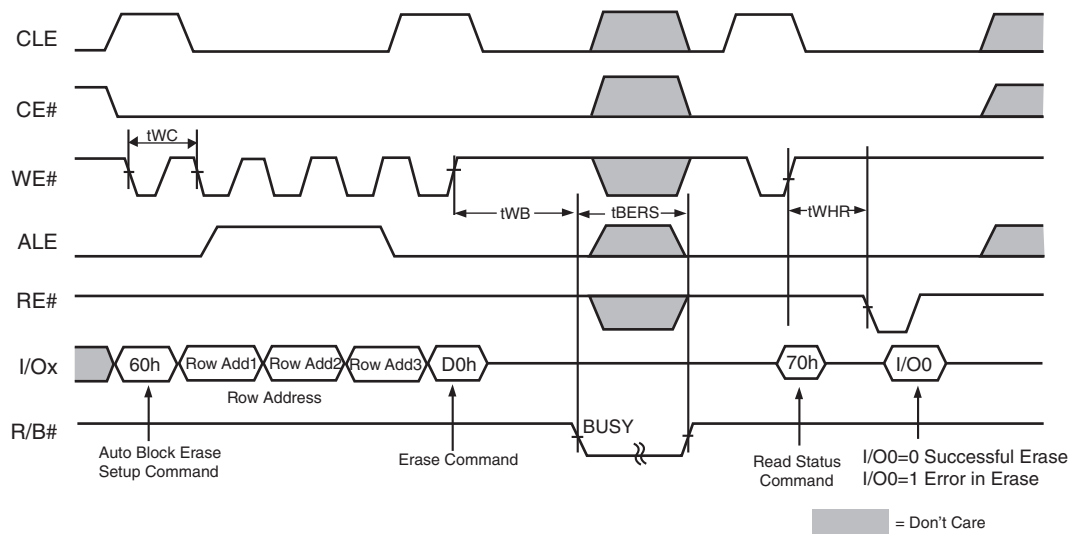 CLE
CE#
tWC
WE#
tWB
tBERS
tWHR
ALE
RE#
I/Ox
60h
Row Add1
Row Add2
Row Add3
D0h
70h
I/O0
Row Address
R/B#
BUSY
Auto Block Erase
Setup Command
Erase Command
Read Status
Command
I/O0=0 Successful Erase
I/O0=1 Error in Erase
= Don't Care